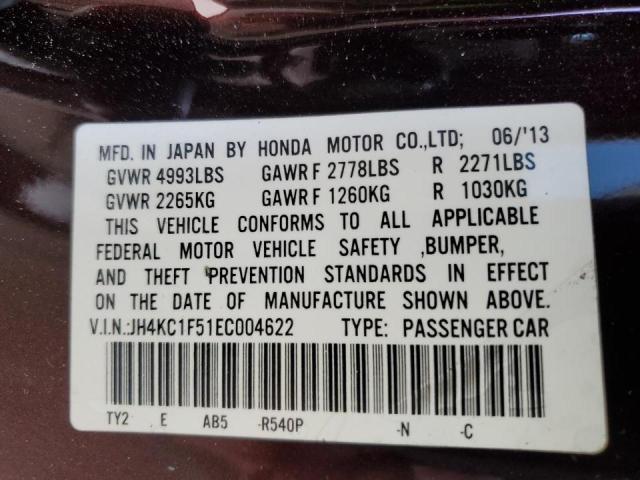 MFD. IN JAPAN BY HONDA MOTOR CO.,LTD; 06/'13
GVWR 4993LBS GAWR F 2778LBS R 2271LBS
GVWR 2265KG GAWR F 1260KG R 1030KG
THIS VEHICLE CONFORMS TO ALL APPLICABLE
FEDERAL MOTOR VEHICLE SAFETY ,BUMPER,
AND THEFT PREVENTION STANDARDS IN EFFECT
ON THE DATE OF MANUFACTURE SHOWN ABOVE.
V.I.N.:JH4KC1F51EC004622 TYPE: PASSENGER CAR
TY2 E AB5 -R540P -N -C